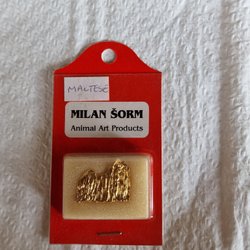 MALTESE
MILAN ŠORM
Animal Art Products